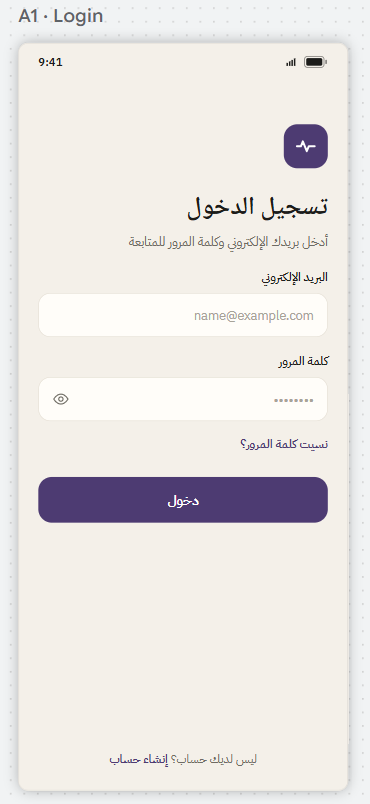 A1 · Login
9:41
تسجيل الدخول
أدخل بريدك الإلكتروني وكلمة المرور للمتابعة
البريد الإلكتروني
name@example.com
كلمة المرور
••••••••
نسيت كلمة المرور؟
دخول
ليس لديك حساب؟ إنشاء حساب